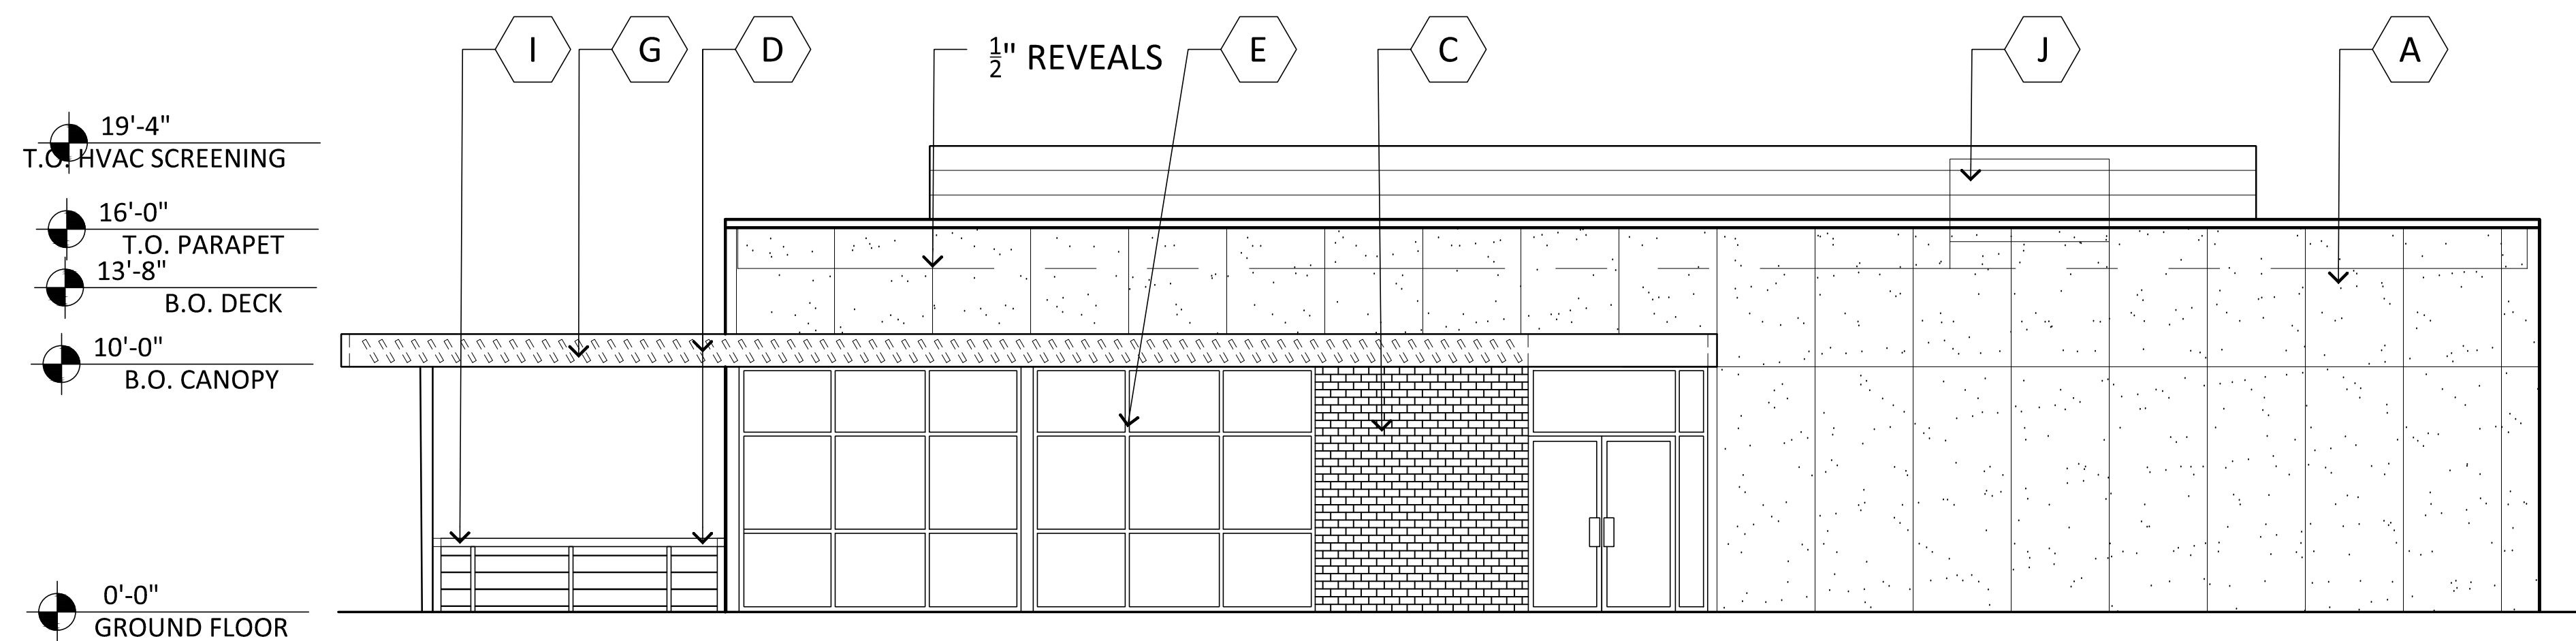 I
G
D
½" REVEALS
E
C
J
A
19'-4"
T.O. HVAC SCREENING
16'-0"
T.O. PARAPET
13'-8"
B.O. DECK
10'-0"
B.O. CANOPY
0'-0"
GROUND FLOOR